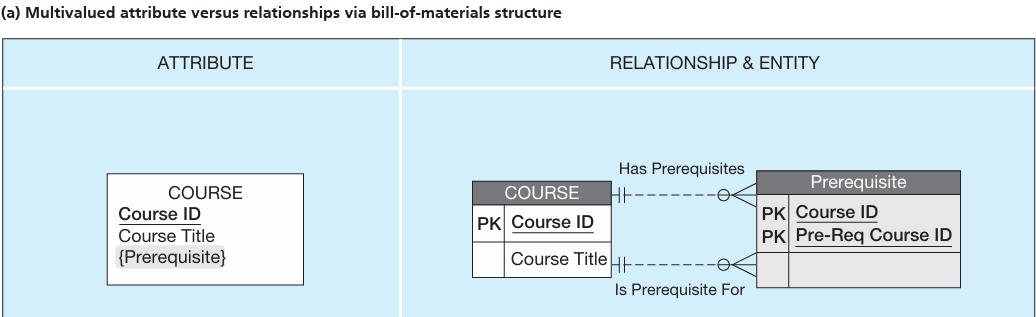 (a) Multivalued attribute versus relationships via bill-of-materials structure
ATTRIBUTE
RELATIONSHIP & ENTITY
COURSE
Course ID
Course Title
{Prerequisite}
Has Prerequisites
COURSE
PK Course ID
Course Title
Is Prerequisite For
Prerequisite
PK Course ID
PK Pre-Req Course ID